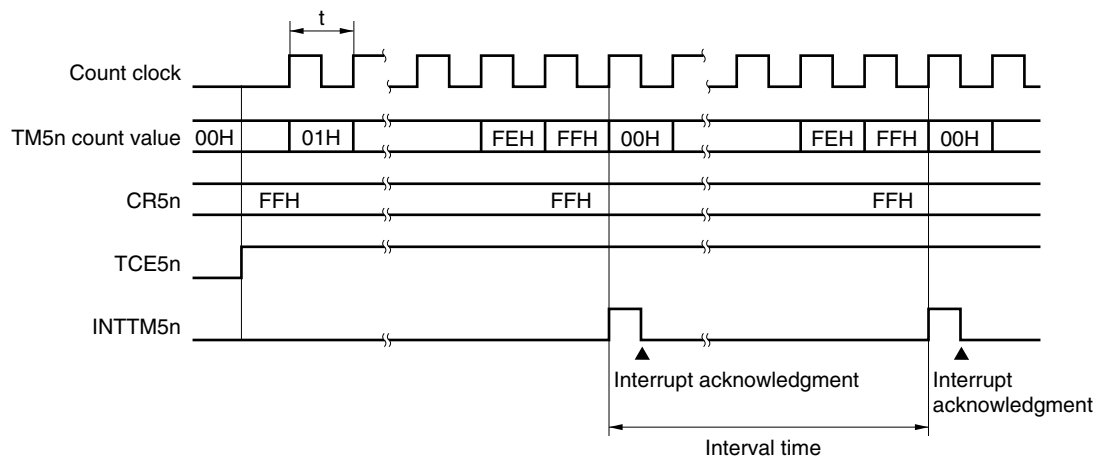 t
Count clock
TM5n count value 00H 01H FEH FFH 00H FEH FFH 00H
CR5n FFH FFH FFH
TCE5n
INTTM5n
Interrupt acknowledgment Interrupt
acknowledgment
Interval time